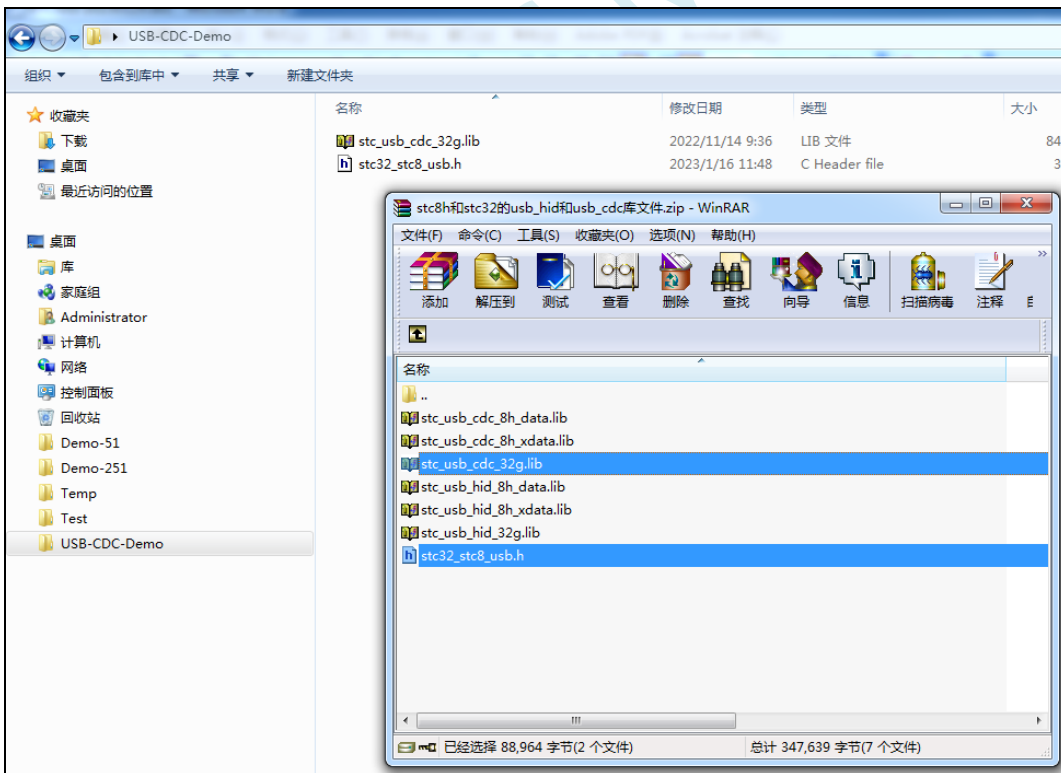 USB-CDC-Demo
组织 包含到库中 共享 新建文件夹
收藏夹
下载
桌面
最近访问的位置
桌面
库
家庭组
Administrator
计算机
网络
控制面板
回收站
Demo-51
Demo-251
Temp
Test
USB-CDC-Demo
名称 修改日期 类型 大小
stc_usb_cdc_32g.lib 2022/11/14 9:36 LIB 文件 84
stc32_stc8_usb.h 2023/1/16 11:48 C Header file 3
stc8h和stc32的usb_hid和usb_cdc库文件.zip - WinRAR
文件(F) 命令(C) 工具(S) 收藏夹(O) 选项(N) 帮助(H)
添加 解压到 测试 查看 删除 查找 向导 信息 扫描病毒 注释
名称
..
stc_usb_cdc_8h_data.lib
stc_usb_cdc_8h_xdata.lib
stc_usb_cdc_32g.lib
stc_usb_hid_8h_data.lib
stc_usb_hid_8h_xdata.lib
stc_usb_hid_32g.lib
stc32_stc8_usb.h
已经选择 88,964 字节(2 个文件) 总计 347,639 字节(7 个文件)